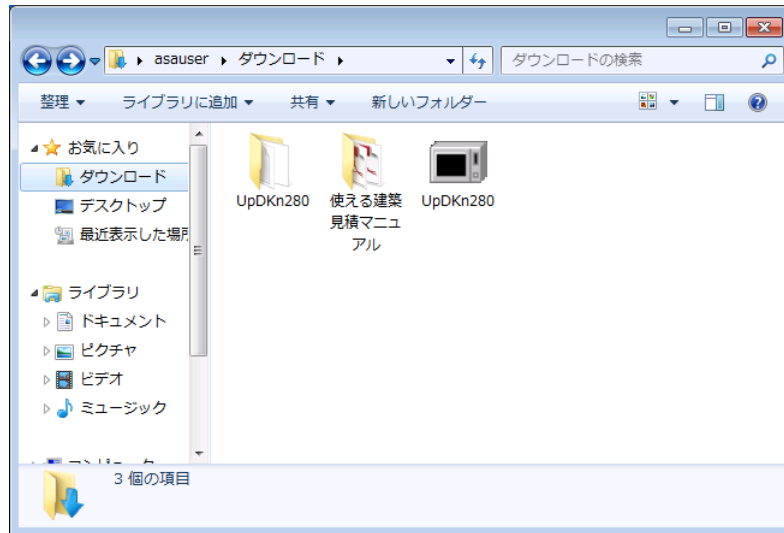 asauser ダウンロード
ダウンロードの検索
整理 ライブラリに追加 共有 新しいフォルダー
お気に入り
ダウンロード
デスクトップ
最近表示した場所
ライブラリ
ドキュメント
ピクチャ
ビデオ
ミュージック
UpDKn280
使える建築
見積マニュ
アル
UpDKn280
3 個の項目